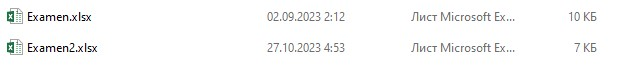 Examen.xlsx 02.09.2023 2:12 Лист Microsoft Ex... 10 КБ
Examen2.xlsx 27.10.2023 4:53 Лист Microsoft Ex... 7 КБ